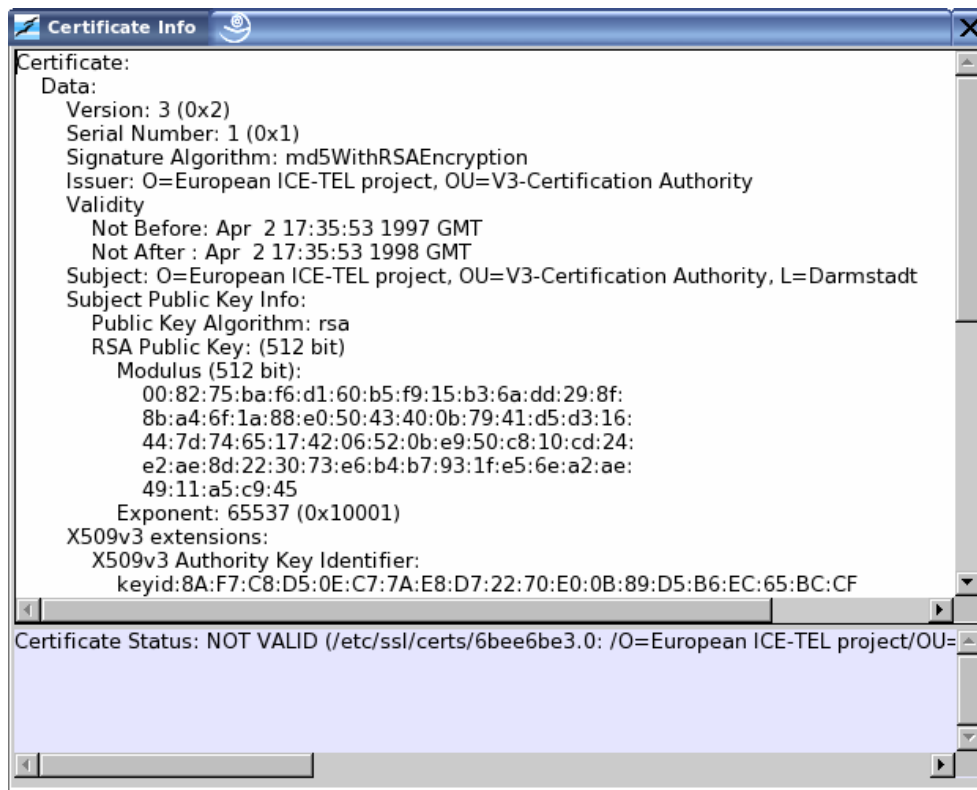 Certificate Info
Certificate:
Data:
Version: 3 (0x2)
Serial Number: 1 (0x1)
Signature Algorithm: md5WithRSAEncryption
Issuer: O=European ICE-TEL project, OU=V3-Certification Authority
Validity
Not Before: Apr  2 17:35:53 1997 GMT
Not After : Apr  2 17:35:53 1998 GMT
Subject: O=European ICE-TEL project, OU=V3-Certification Authority, L=Darmstadt
Subject Public Key Info:
Public Key Algorithm: rsa
RSA Public Key: (512 bit)
Modulus (512 bit):
00:82:75:ba:f6:d1:60:b5:f9:15:b3:6a:dd:29:8f:
8b:a4:6f:1a:88:e0:50:43:40:0b:79:41:d5:d3:16:
44:7d:74:65:17:42:06:52:0b:e9:50:c8:10:cd:24:
e2:ae:8d:22:30:73:e6:b4:b7:93:1f:e5:6e:a2:ae:
49:11:a5:c9:45
Exponent: 65537 (0x10001)
X509v3 extensions:
X509v3 Authority Key Identifier:
keyid:8A:F7:C8:D5:0E:C7:7A:E8:D7:22:70:E0:0B:89:D5:B6:EC:65:BC:CF
Certificate Status: NOT VALID (/etc/ssl/certs/6bee6be3.0: /O=European ICE-TEL project/OU=